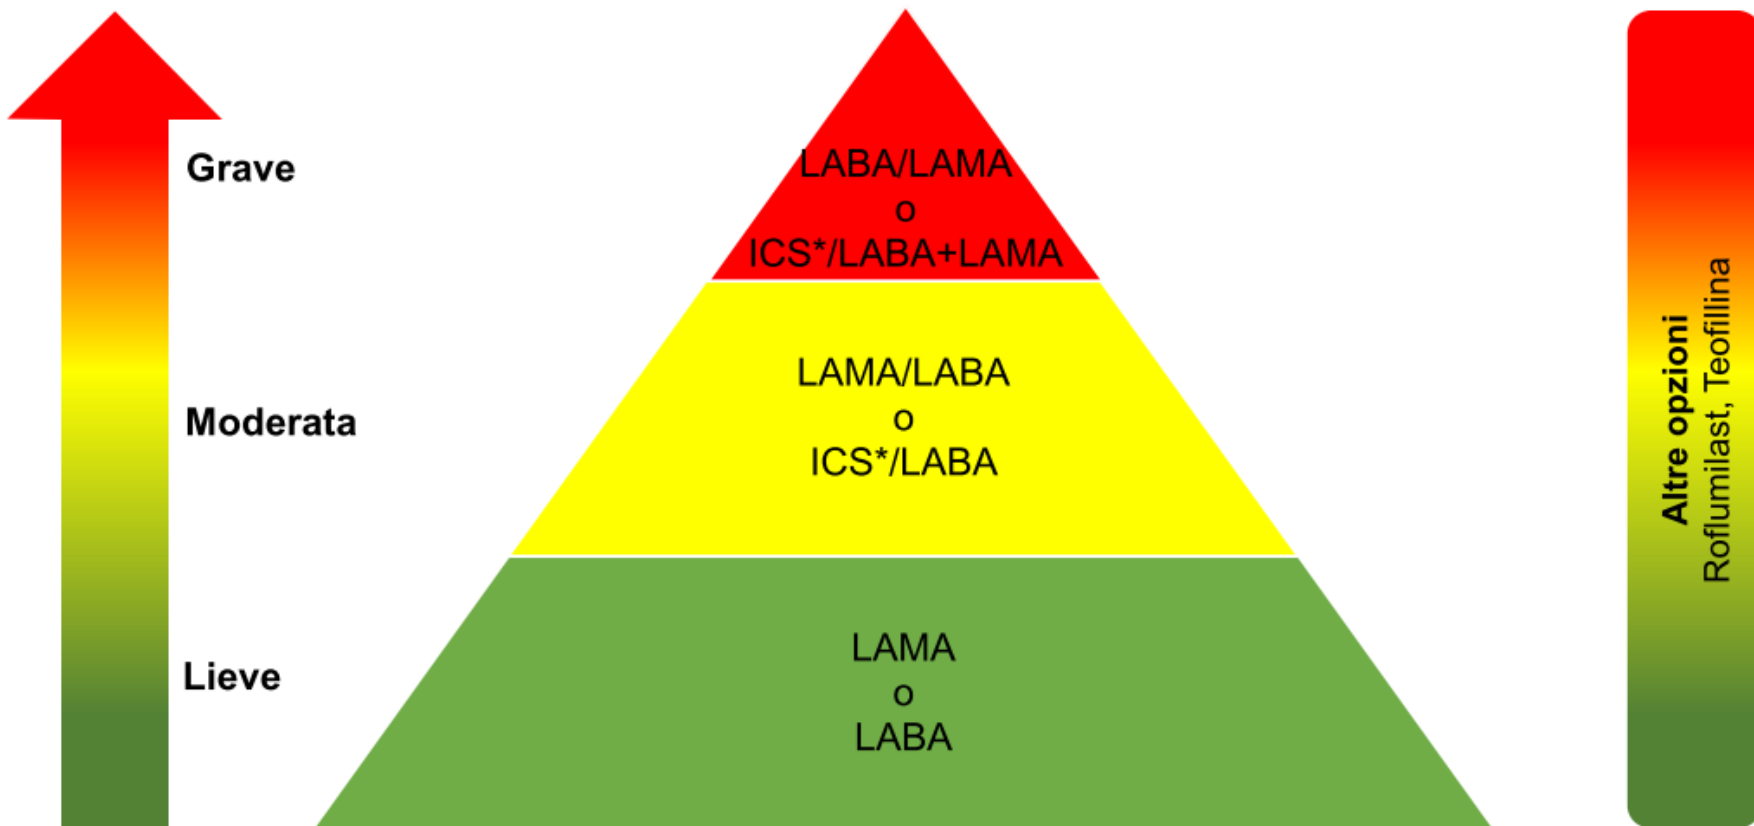 Grave
LABA/LAMA
o
ICS*/LABA+LAMA
Moderata
LAMA/LABA
o
ICS*/LABA
Lieve
LAMA
o
LABA
Altre opzioni
Roflumilast, Teofillina